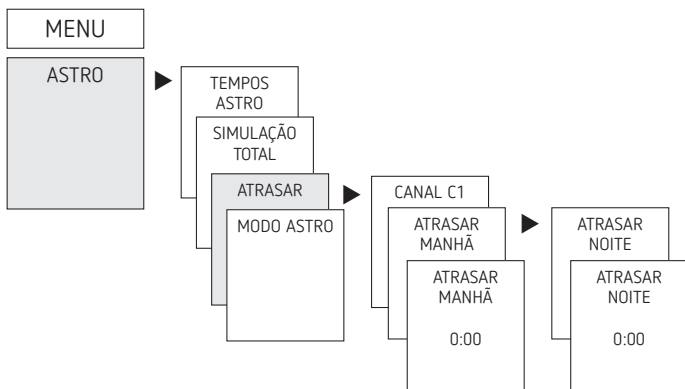 MENU
ASTRO
TEMPOS
ASTRO
SIMULAÇÃO
TOTAL
ATRASAR
MODO ASTRO
CANAL C1
ATRASAR
MANHÃ
ATRASAR
MANHÃ
0:00
ATRASAR
NOITE
ATRASAR
NOITE
0:00